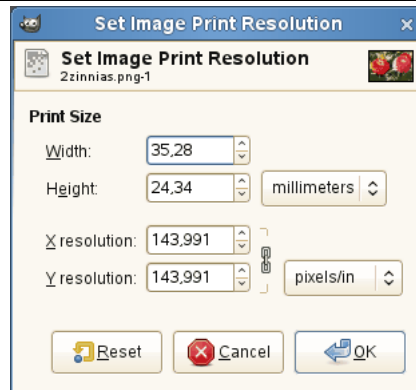 Set Image Print Resolution
Set Image Print Resolution
2zinnias.png-1
Print Size
Width: 35,28
Height: 24,34 millimeters
X resolution: 143,991
Y resolution: 143,991 pixels/in
Reset Cancel OK